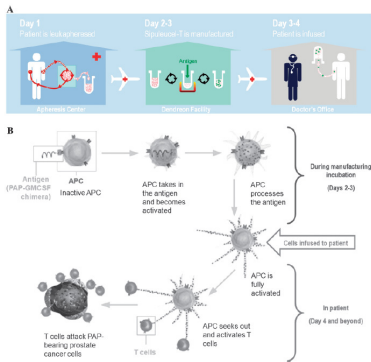 A
Day 1
Patient is leukapheresed
Day 2-3
Sipuleucel-T is manufactured
Day 3-4
Patient is infused
Antigen
Apheresis Center
Dendreon Facility
Doctor's Office
B
Antigen
(PAP-GMCSF
chimera)
APC
Inactive APC
APC takes in
the antigen and
becomes
activated
APC
processes
the antigen
During manufacturing
incubation
(Days 2-3)
Cells infused to patient
APC is
fully
activated
In patient
(Day 4 and beyond)
APC seeks out
and activates T
cells
T cells
T cells attack PAP-
bearing prostate
cancer cells